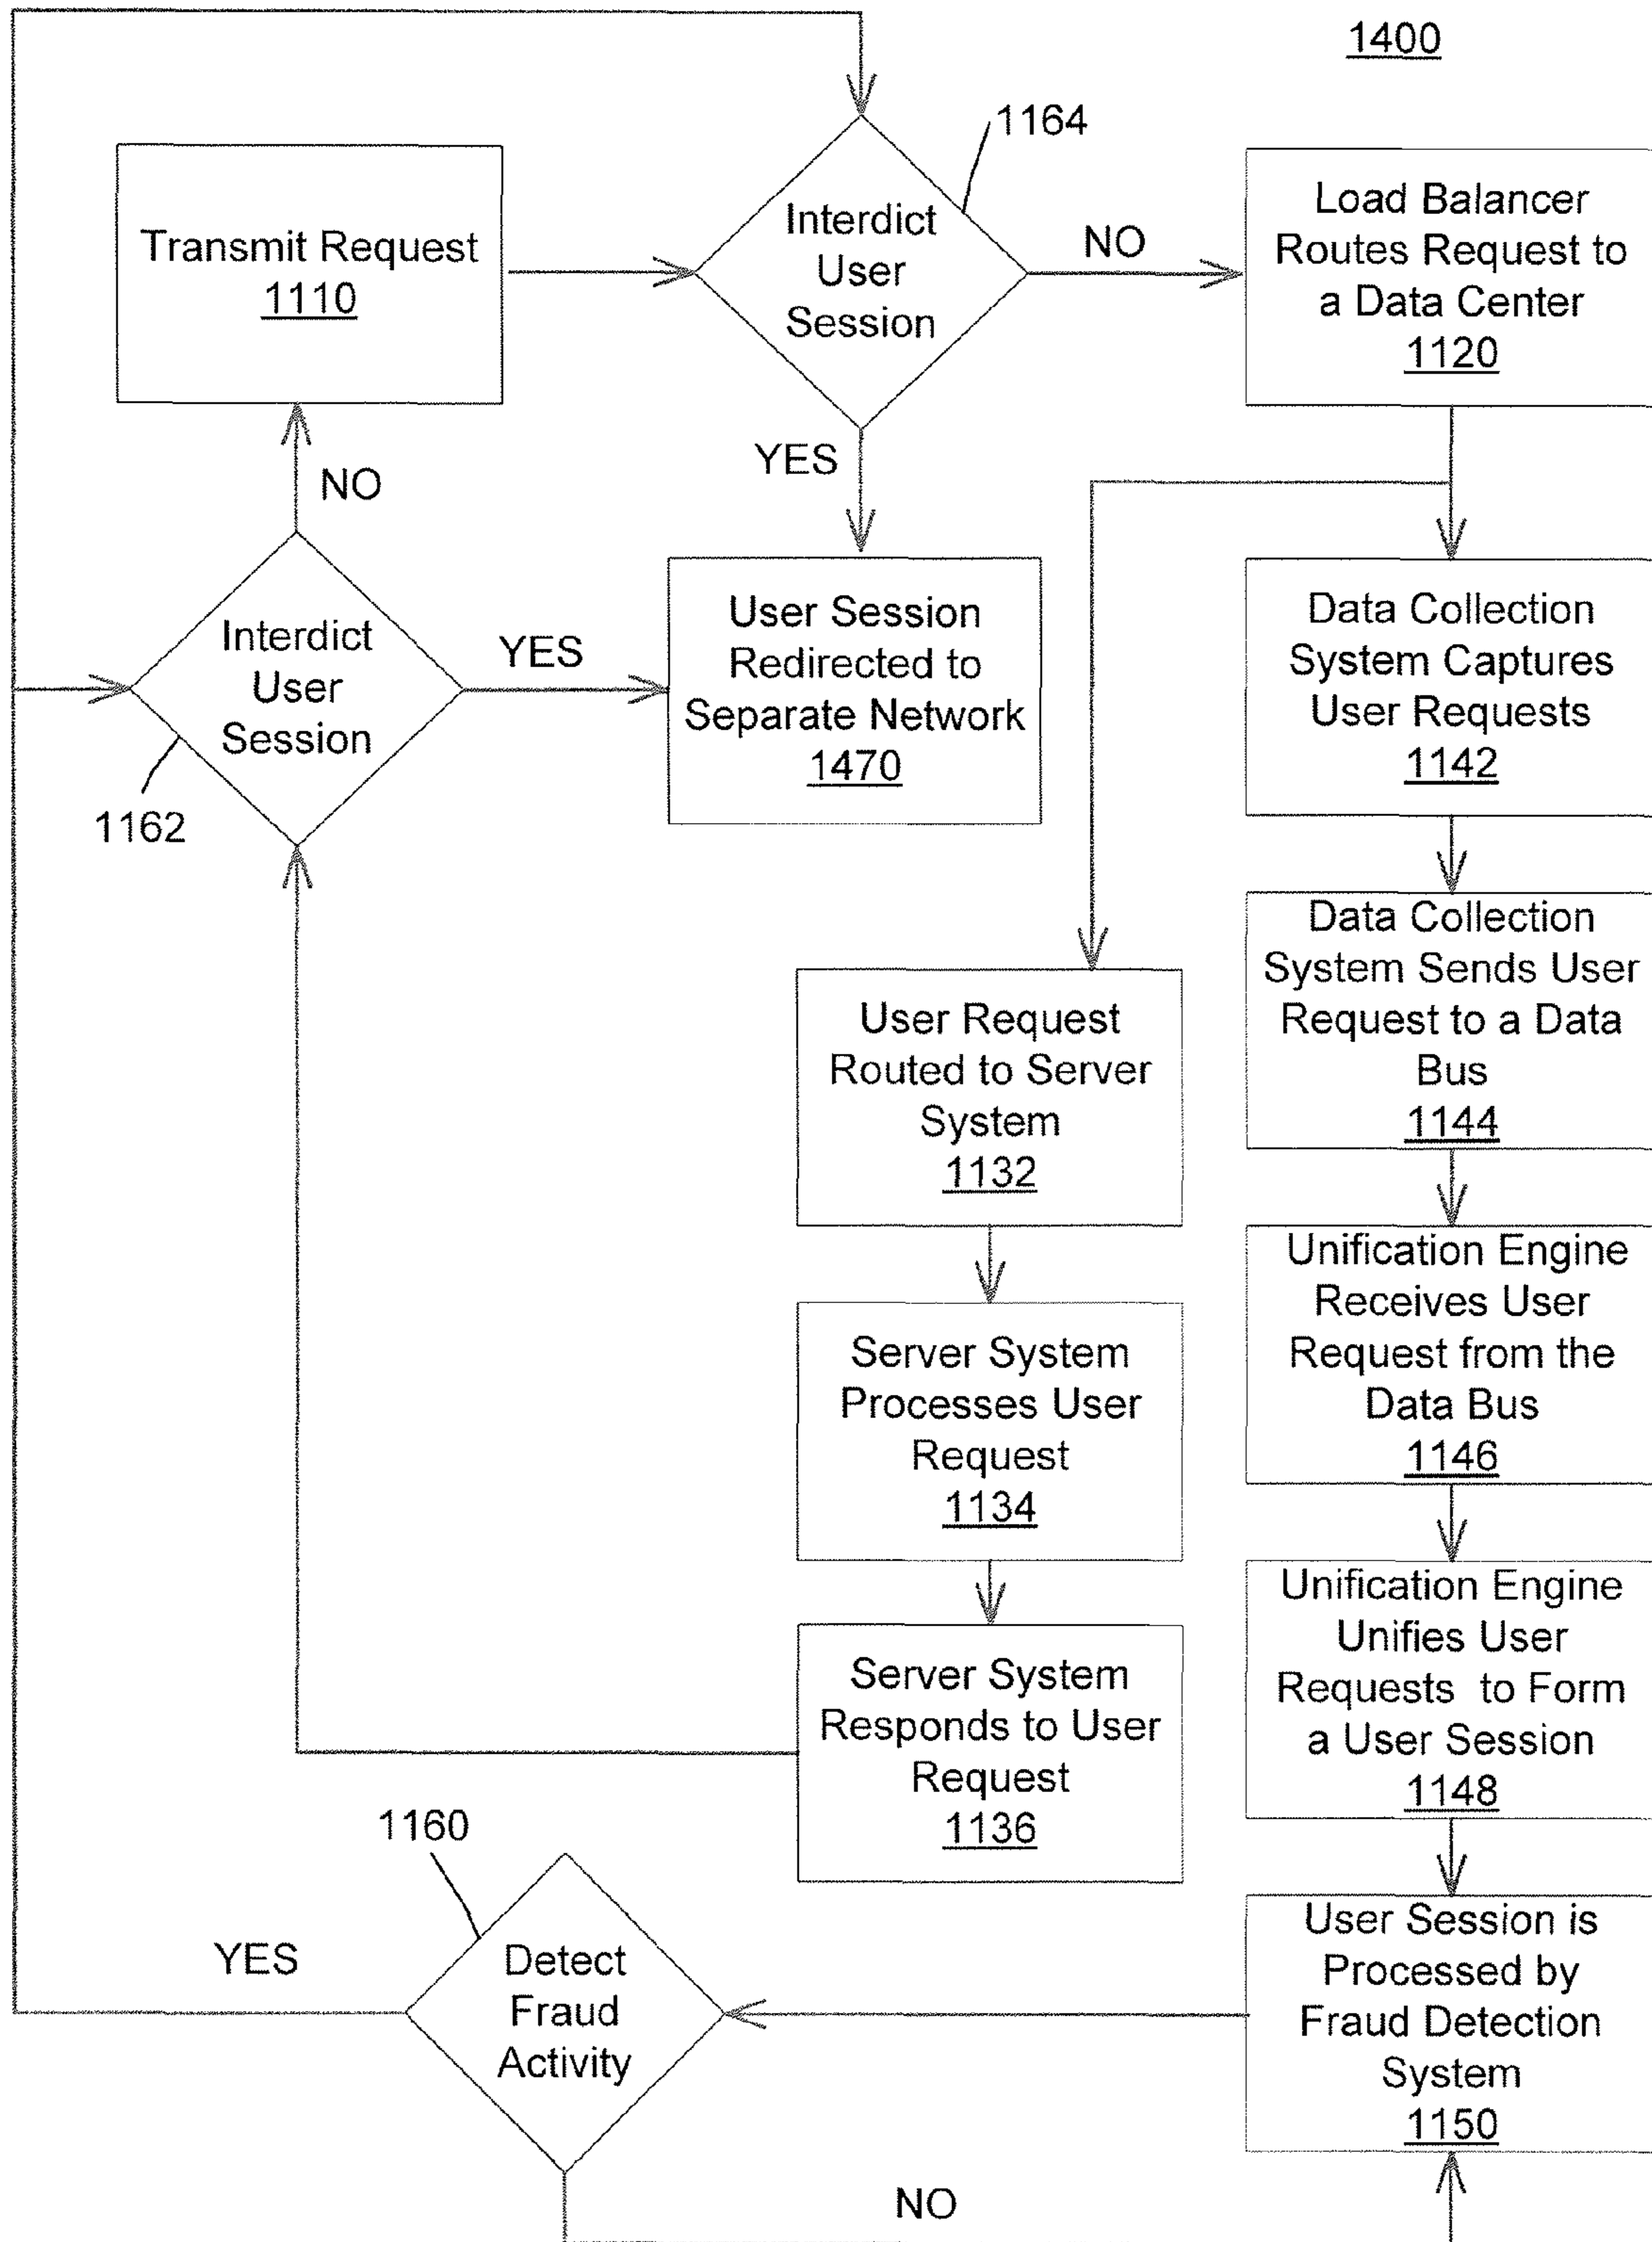 1400
1164
Transmit Request
1110
Interdict
User
Session
NO
Load Balancer
Routes Request to
a Data Center
1120
YES
NO
Interdict
User
Session
1162
YES
User Session
Redirected to
Separate Network
1470
Data Collection
System Captures
User Requests
1142
Data Collection
System Sends User
Request to a Data
Bus
1144
User Request
Routed to Server
System
1132
Unification Engine
Receives User
Request from the
Data Bus
1146
Server System
Processes User
Request
1134
Unification Engine
Unifies User
Requests to Form
a User Session
1148
Server System
Responds to User
Request
1136
1160
YES
Detect
Fraud
Activity
User Session is
Processed by
Fraud Detection
System
1150
NO